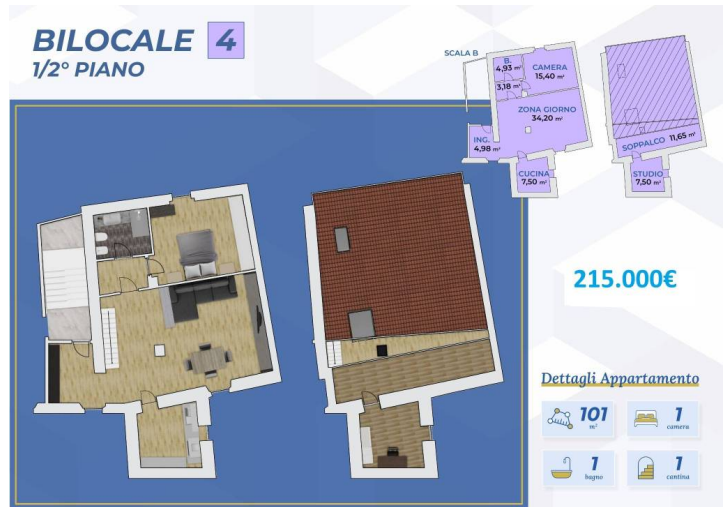 BILOCALE 4
1/2° PIANO
SCALA B
B.
4,93 m²
CAMERA
15,40 m²
3,18 m²
ZONA GIORNO
34,20 m²
ING.
4,98 m²
CUCINA
7,50 m²
SOPPALCO 11,65 m²
STUDIO
7,50 m²
215.000€
Dettagli Appartamento
101
m²
1
camera
1
bagno
1
cantina